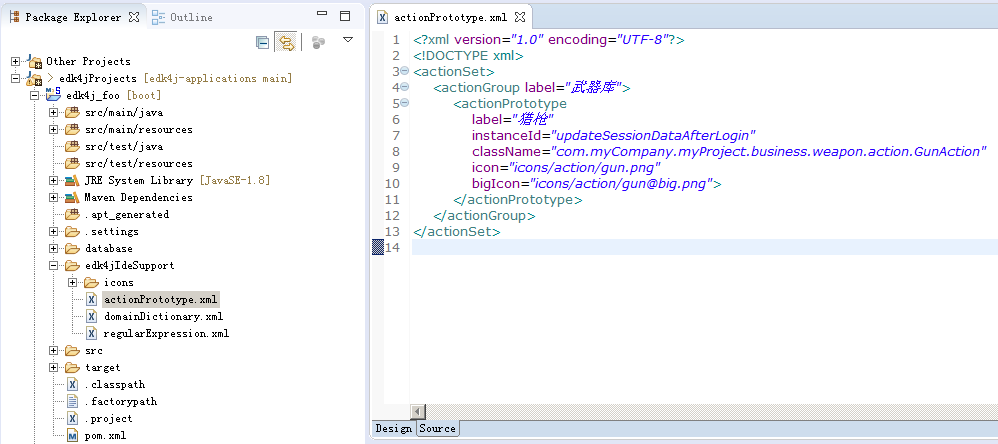 Package Explorer
Outline
Other Projects
edk4jProjects [edk4j-applications main]
edk4j_foo [boot]
src/main/java
src/main/resources
src/test/java
src/test/resources
JRE System Library [JavaSE-1.8]
Maven Dependencies
.apt_generated
.settings
database
edk4jIdeSupport
icons
actionPrototype.xml
domainDictionary.xml
regularExpression.xml
src
target
.classpath
.factorypath
.project
pom.xml
actionPrototype.xml
1 <?xml version="1.0" encoding="UTF-8"?>
2 <!DOCTYPE xml>
3 <actionSet>
4 <actionGroup label="武器库">
5 <actionPrototype
6 label="猎枪"
7 instanceId="updateSessionDataAfterLogin"
8 className="com.myCompany.myProject.business.weapon.action.GunAction"
9 icon="icons/action/gun.png"
10 bigIcon="icons/action/gun@big.png">
11 </actionPrototype>
12 </actionGroup>
13 </actionSet>
14
Design Source